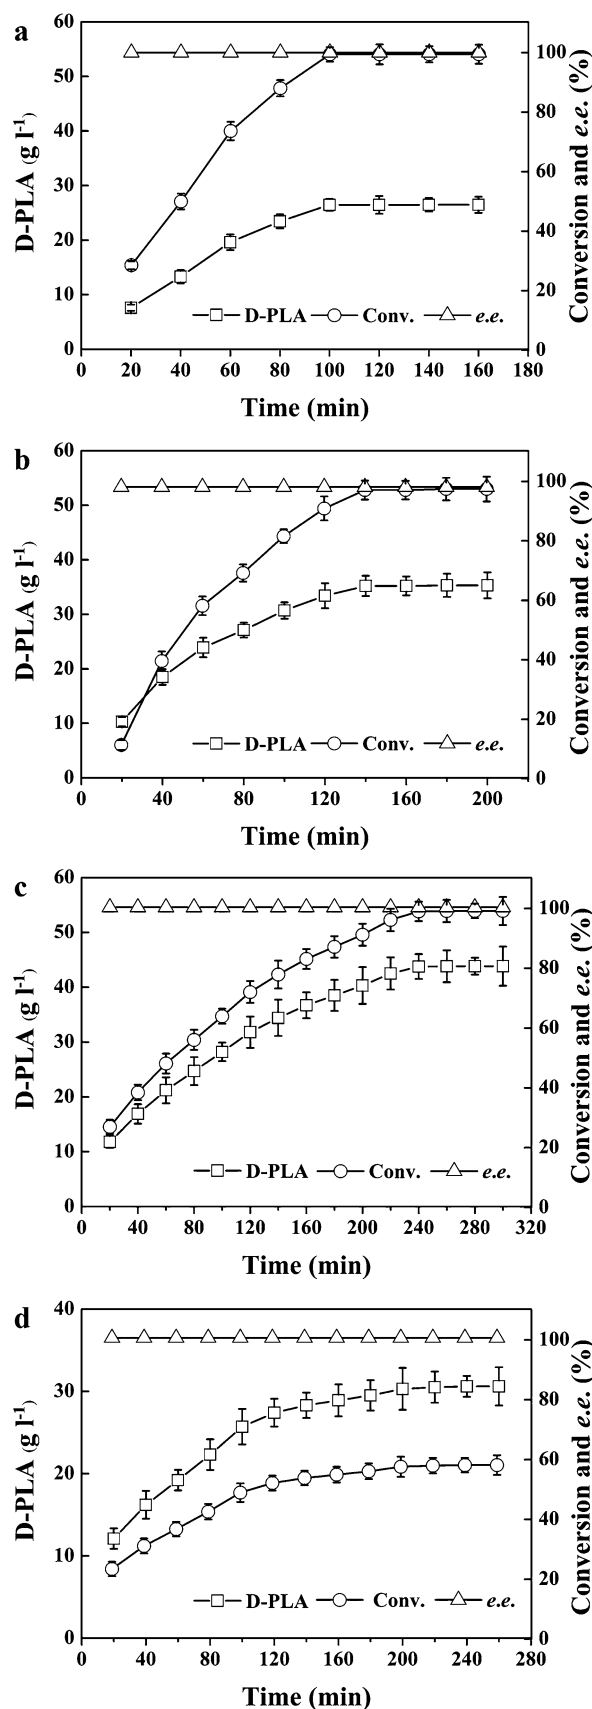 a
60
50
40
30
20
10
0
D-PLA (g l⁻¹)
100
80
60
40
20
0
Conversion and e.e. (%)
D-PLA Conv. e.e.
0 20 40 60 80 100 120 140 160 180
Time (min)
b
60
50
40
30
20
10
0
D-PLA (g l⁻¹)
100
80
60
40
20
0
Conversion and e.e. (%)
D-PLA Conv. e.e.
0 40 80 120 160 200
Time (min)
c
60
50
40
30
20
10
0
D-PLA (g l⁻¹)
100
80
60
40
20
0
Conversion and e.e. (%)
D-PLA Conv. e.e.
0 40 80 120 160 200 240 280 320
Time (min)
d
40
30
20
10
0
D-PLA (g l⁻¹)
100
80
60
40
20
0
Conversion and e.e. (%)
D-PLA Conv. e.e.
0 40 80 120 160 200 240 280
Time (min)